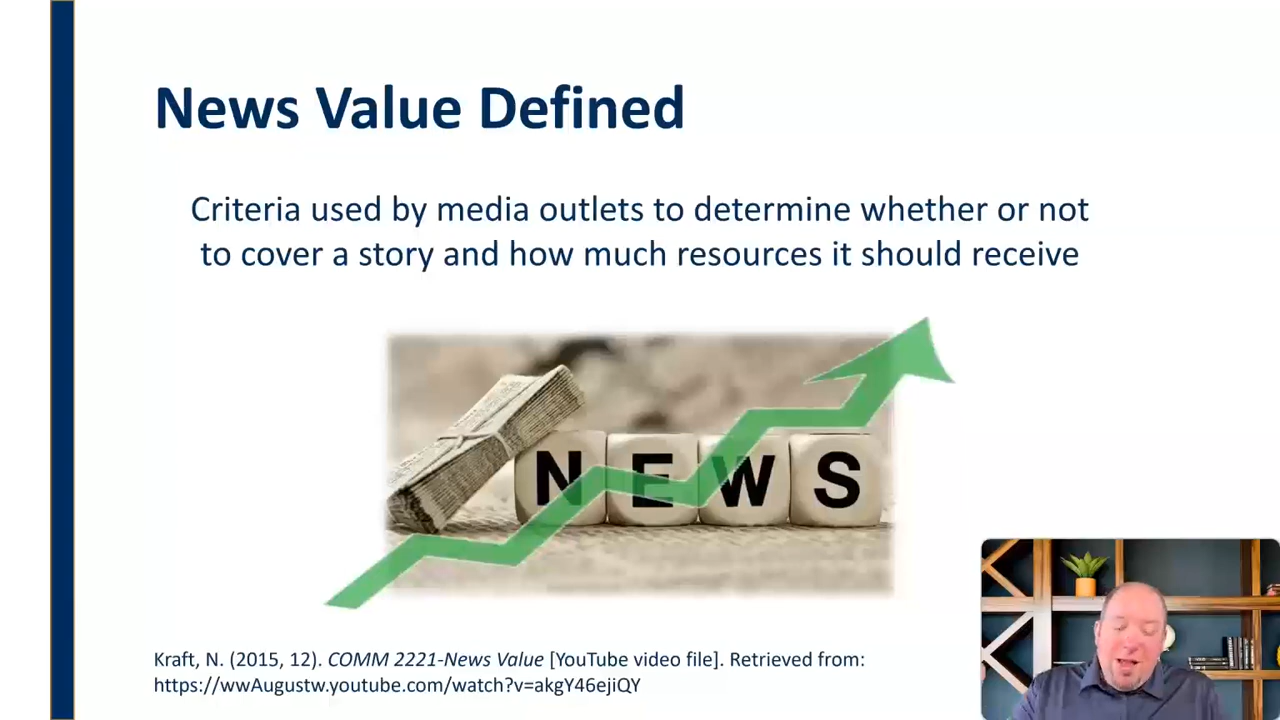 News Value Defined
Criteria used by media outlets to determine whether or not
to cover a story and how much resources it should receive
NEWS
Kraft, N. (2015, 12). COMM 2221-News Value [YouTube video file]. Retrieved from:
https://wwAugustw.youtube.com/watch?v=akgY46ejiQY